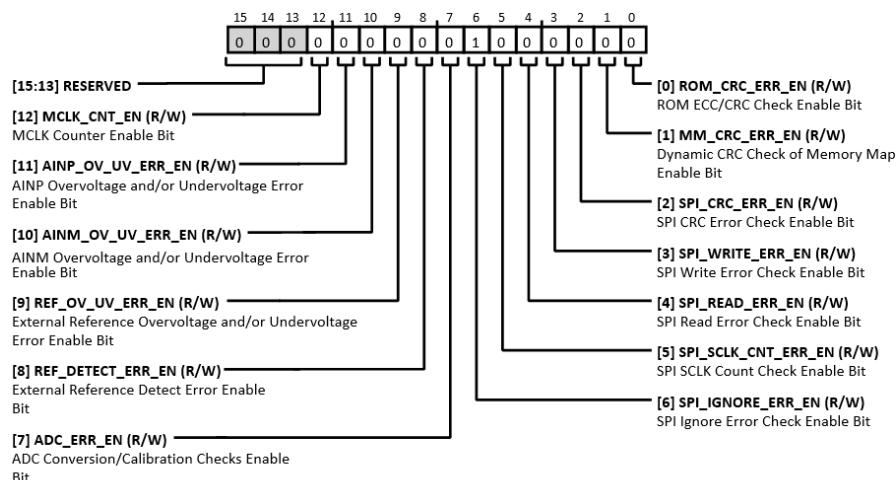 15 14 13 12 11 10 9 8 7 6 5 4 3 2 1 0
0 0 0 0 0 0 0 0 0 1 0 0 0 0 0 0
[15:13] RESERVED
[12] MCLK_CNT_EN (R/W)
MCLK Counter Enable Bit
[11] AINP_OV_UV_ERR_EN (R/W)
AINP Overvoltage and/or Undervoltage Error
Enable Bit
[10] AINM_OV_UV_ERR_EN (R/W)
AINM Overvoltage and/or Undervoltage Error
Enable Bit
[9] REF_OV_UV_ERR_EN (R/W)
External Reference Overvoltage and/or Undervoltage
Error Enable Bit
[8] REF_DETECT_ERR_EN (R/W)
External Reference Detect Error Enable
Bit
[7] ADC_ERR_EN (R/W)
ADC Conversion/Calibration Checks Enable
Bit
[0] ROM_CRC_ERR_EN (R/W)
ROM ECC/CRC Check Enable Bit
[1] MM_CRC_ERR_EN (R/W)
Dynamic CRC Check of Memory Map
Enable Bit
[2] SPI_CRC_ERR_EN (R/W)
SPI CRC Error Check Enable Bit
[3] SPI_WRITE_ERR_EN (R/W)
SPI Write Error Check Enable Bit
[4] SPI_READ_ERR_EN (R/W)
SPI Read Error Check Enable Bit
[5] SPI_SCLK_CNT_ERR_EN (R/W)
SPI SCLK Count Check Enable Bit
[6] SPI_IGNORE_ERR_EN (R/W)
SPI Ignore Error Check Enable Bit